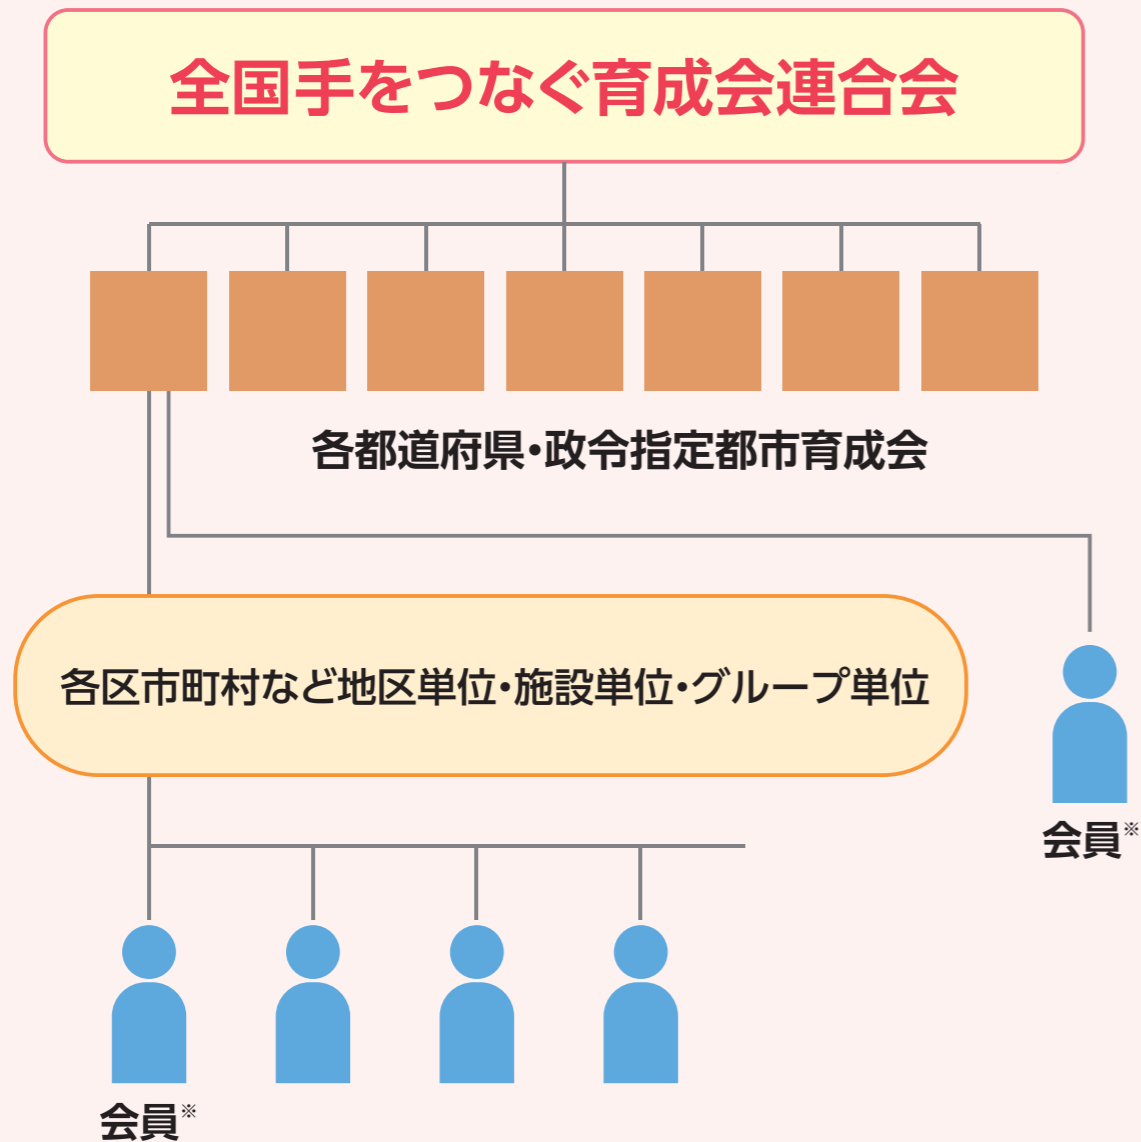 全国手をつなぐ育成会連合会
各都道府県・政令指定都市育成会
各区市町村など地区単位・施設単位・グループ単位
会員※
会員※